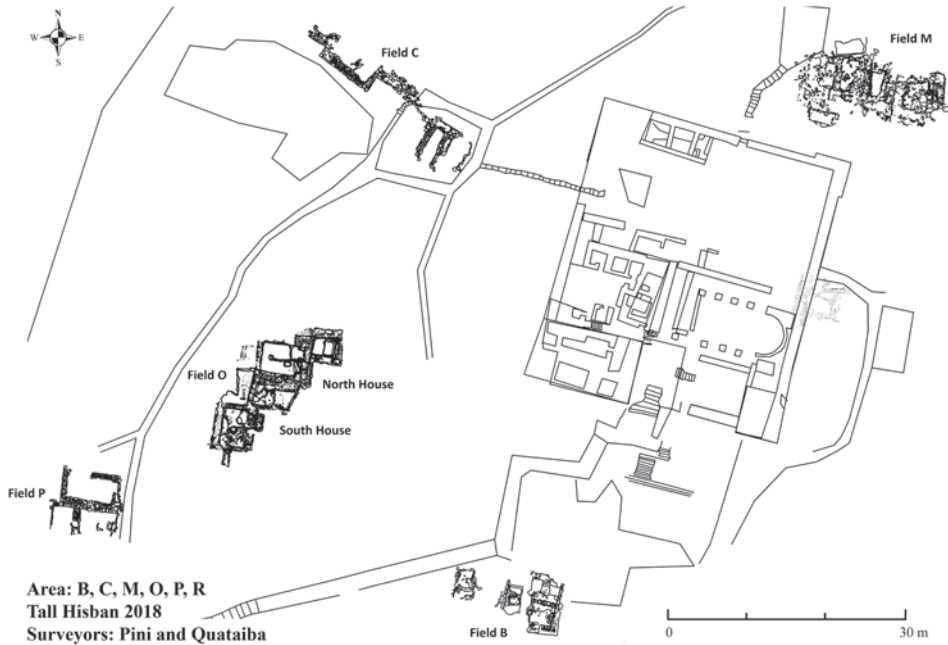 N
W E
S
Field C
Field M
Field O
North House
South House
Field P
Field B
Area: B, C, M, O, P, R
Tall Hisban 2018
Surveyors: Pini and Quataiba
0 30 m